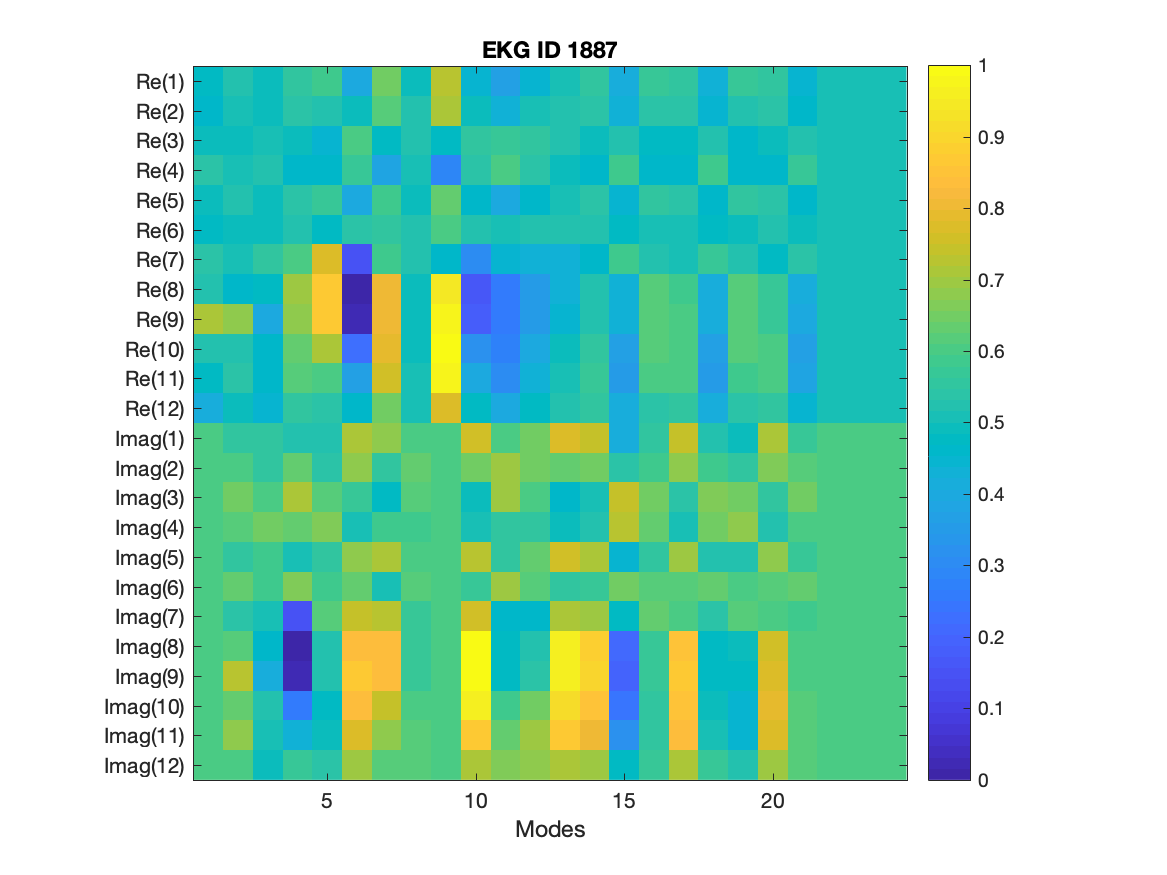 EKG ID 1887
Re(1)
Re(2)
Re(3)
Re(4)
Re(5)
Re(6)
Re(7)
Re(8)
Re(9)
Re(10)
Re(11)
Re(12)
Imag(1)
Imag(2)
Imag(3)
Imag(4)
Imag(5)
Imag(6)
Imag(7)
Imag(8)
Imag(9)
Imag(10)
Imag(11)
Imag(12)
5 10 15 20
Modes
1
0.9
0.8
0.7
0.6
0.5
0.4
0.3
0.2
0.1
0